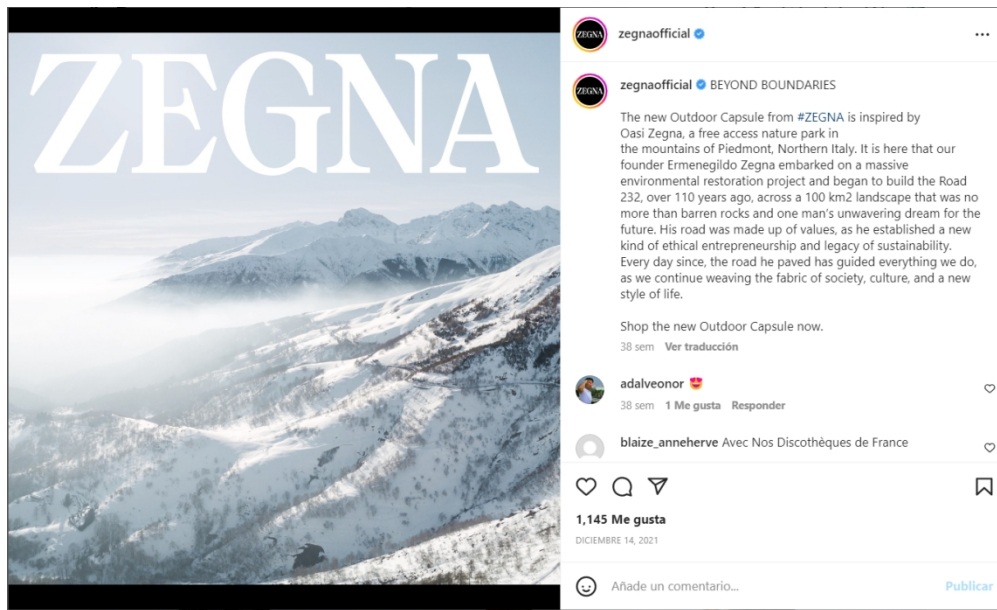 ZEGNA
ZEGNA
zegnaofficial
ZEGNA
zegnaofficial BEYOND BOUNDARIES
The new Outdoor Capsule from #ZEGNA is inspired by
Oasi Zegna, a free access nature park in
the mountains of Piedmont, Northern Italy. It is here that our
founder Ermenegildo Zegna embarked on a massive
environmental restoration project and began to build the Road
232, over 110 years ago, across a 100 km2 landscape that was no
more than barren rocks and one man's unwavering dream for the
future. His road was made up of values, as he established a new
kind of ethical entrepreneurship and legacy of sustainability.
Every day since, the road he paved has guided everything we do,
as we continue weaving the fabric of society, culture, and a new
style of life.
Shop the new Outdoor Capsule now.
38 sem Ver traducción
adalveonor 😍
38 sem 1 Me gusta Responder
blaize_anneherve Avec Nos Discothèques de France
1,145 Me gusta
DICIEMBRE 14, 2021
Añade un comentario... Publicar